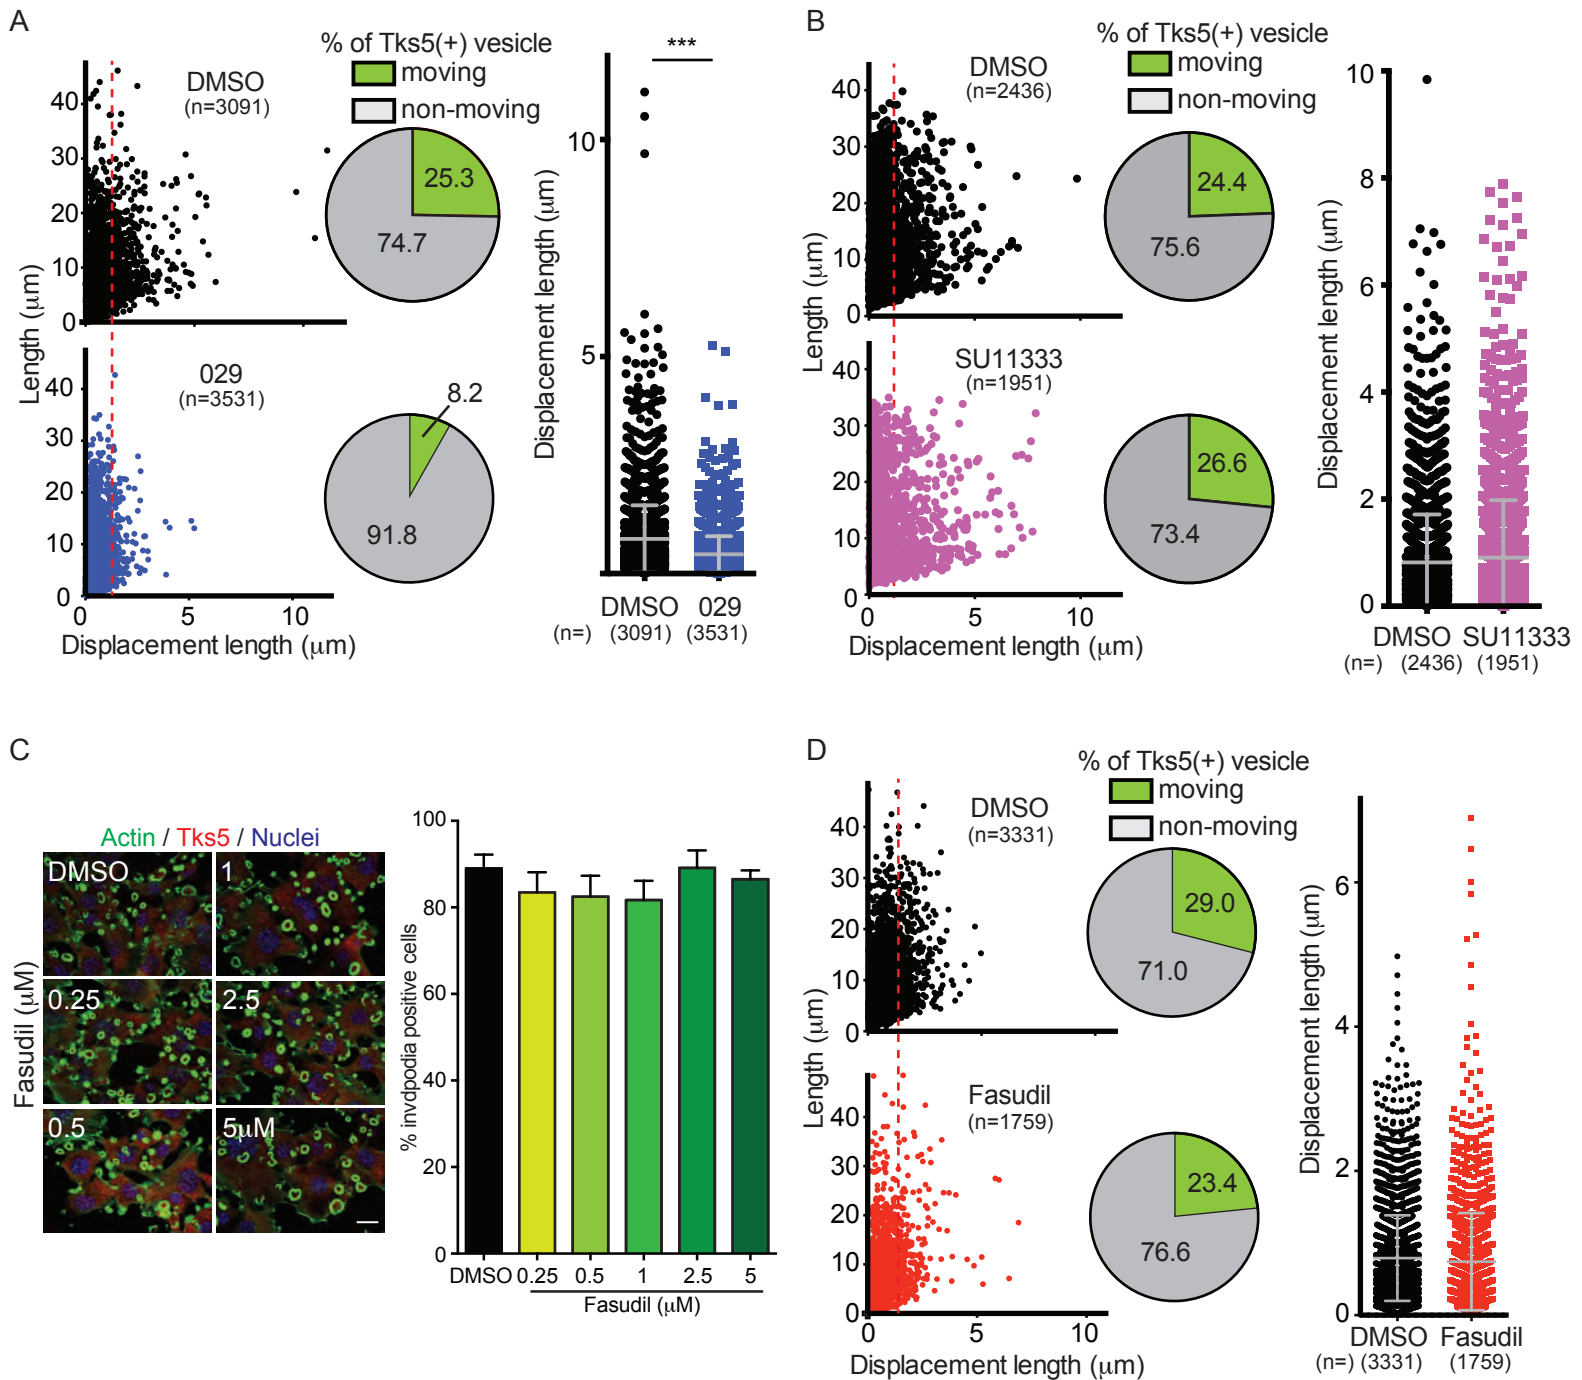 A
% of Tks5(+) vesicle
moving
non-moving
DMSO
(n=3091)
40
30
20
10
0
25.3
74.7
Length (μm)
029
(n=3531)
40
30
20
10
0
0
5
10
Displacement length (μm)
8.2
91.8
***
10
5
Displacement length (μm)
DMSO
029
(n=)
(3091)
(3531)
B
% of Tks5(+) vesicle
moving
non-moving
DMSO
(n=2436)
40
30
20
10
0
24.4
75.6
Length (μm)
SU11333
(n=1951)
40
30
20
10
0
0
5
10
Displacement length (μm)
26.6
73.4
10
8
6
4
2
0
Displacement length (μm)
DMSO
SU11333
(n=)
(2436)
(1951)
C
Actin / Tks5 / Nuclei
DMSO
1
0.25
2.5
0.5
5μM
Fasudil (μM)
100
80
60
40
20
0
% invdpodia positive cells
DMSO
0.25
0.5
1
2.5
5
Fasudil (μM)
D
% of Tks5(+) vesicle
moving
non-moving
DMSO
(n=3331)
40
30
20
10
0
29.0
71.0
Length (μm)
Fasudil
(n=1759)
40
30
20
10
0
0
5
10
Displacement length (μm)
23.4
76.6
6
4
2
0
Displacement length (μm)
DMSO
Fasudil
(n=)
(3331)
(1759)